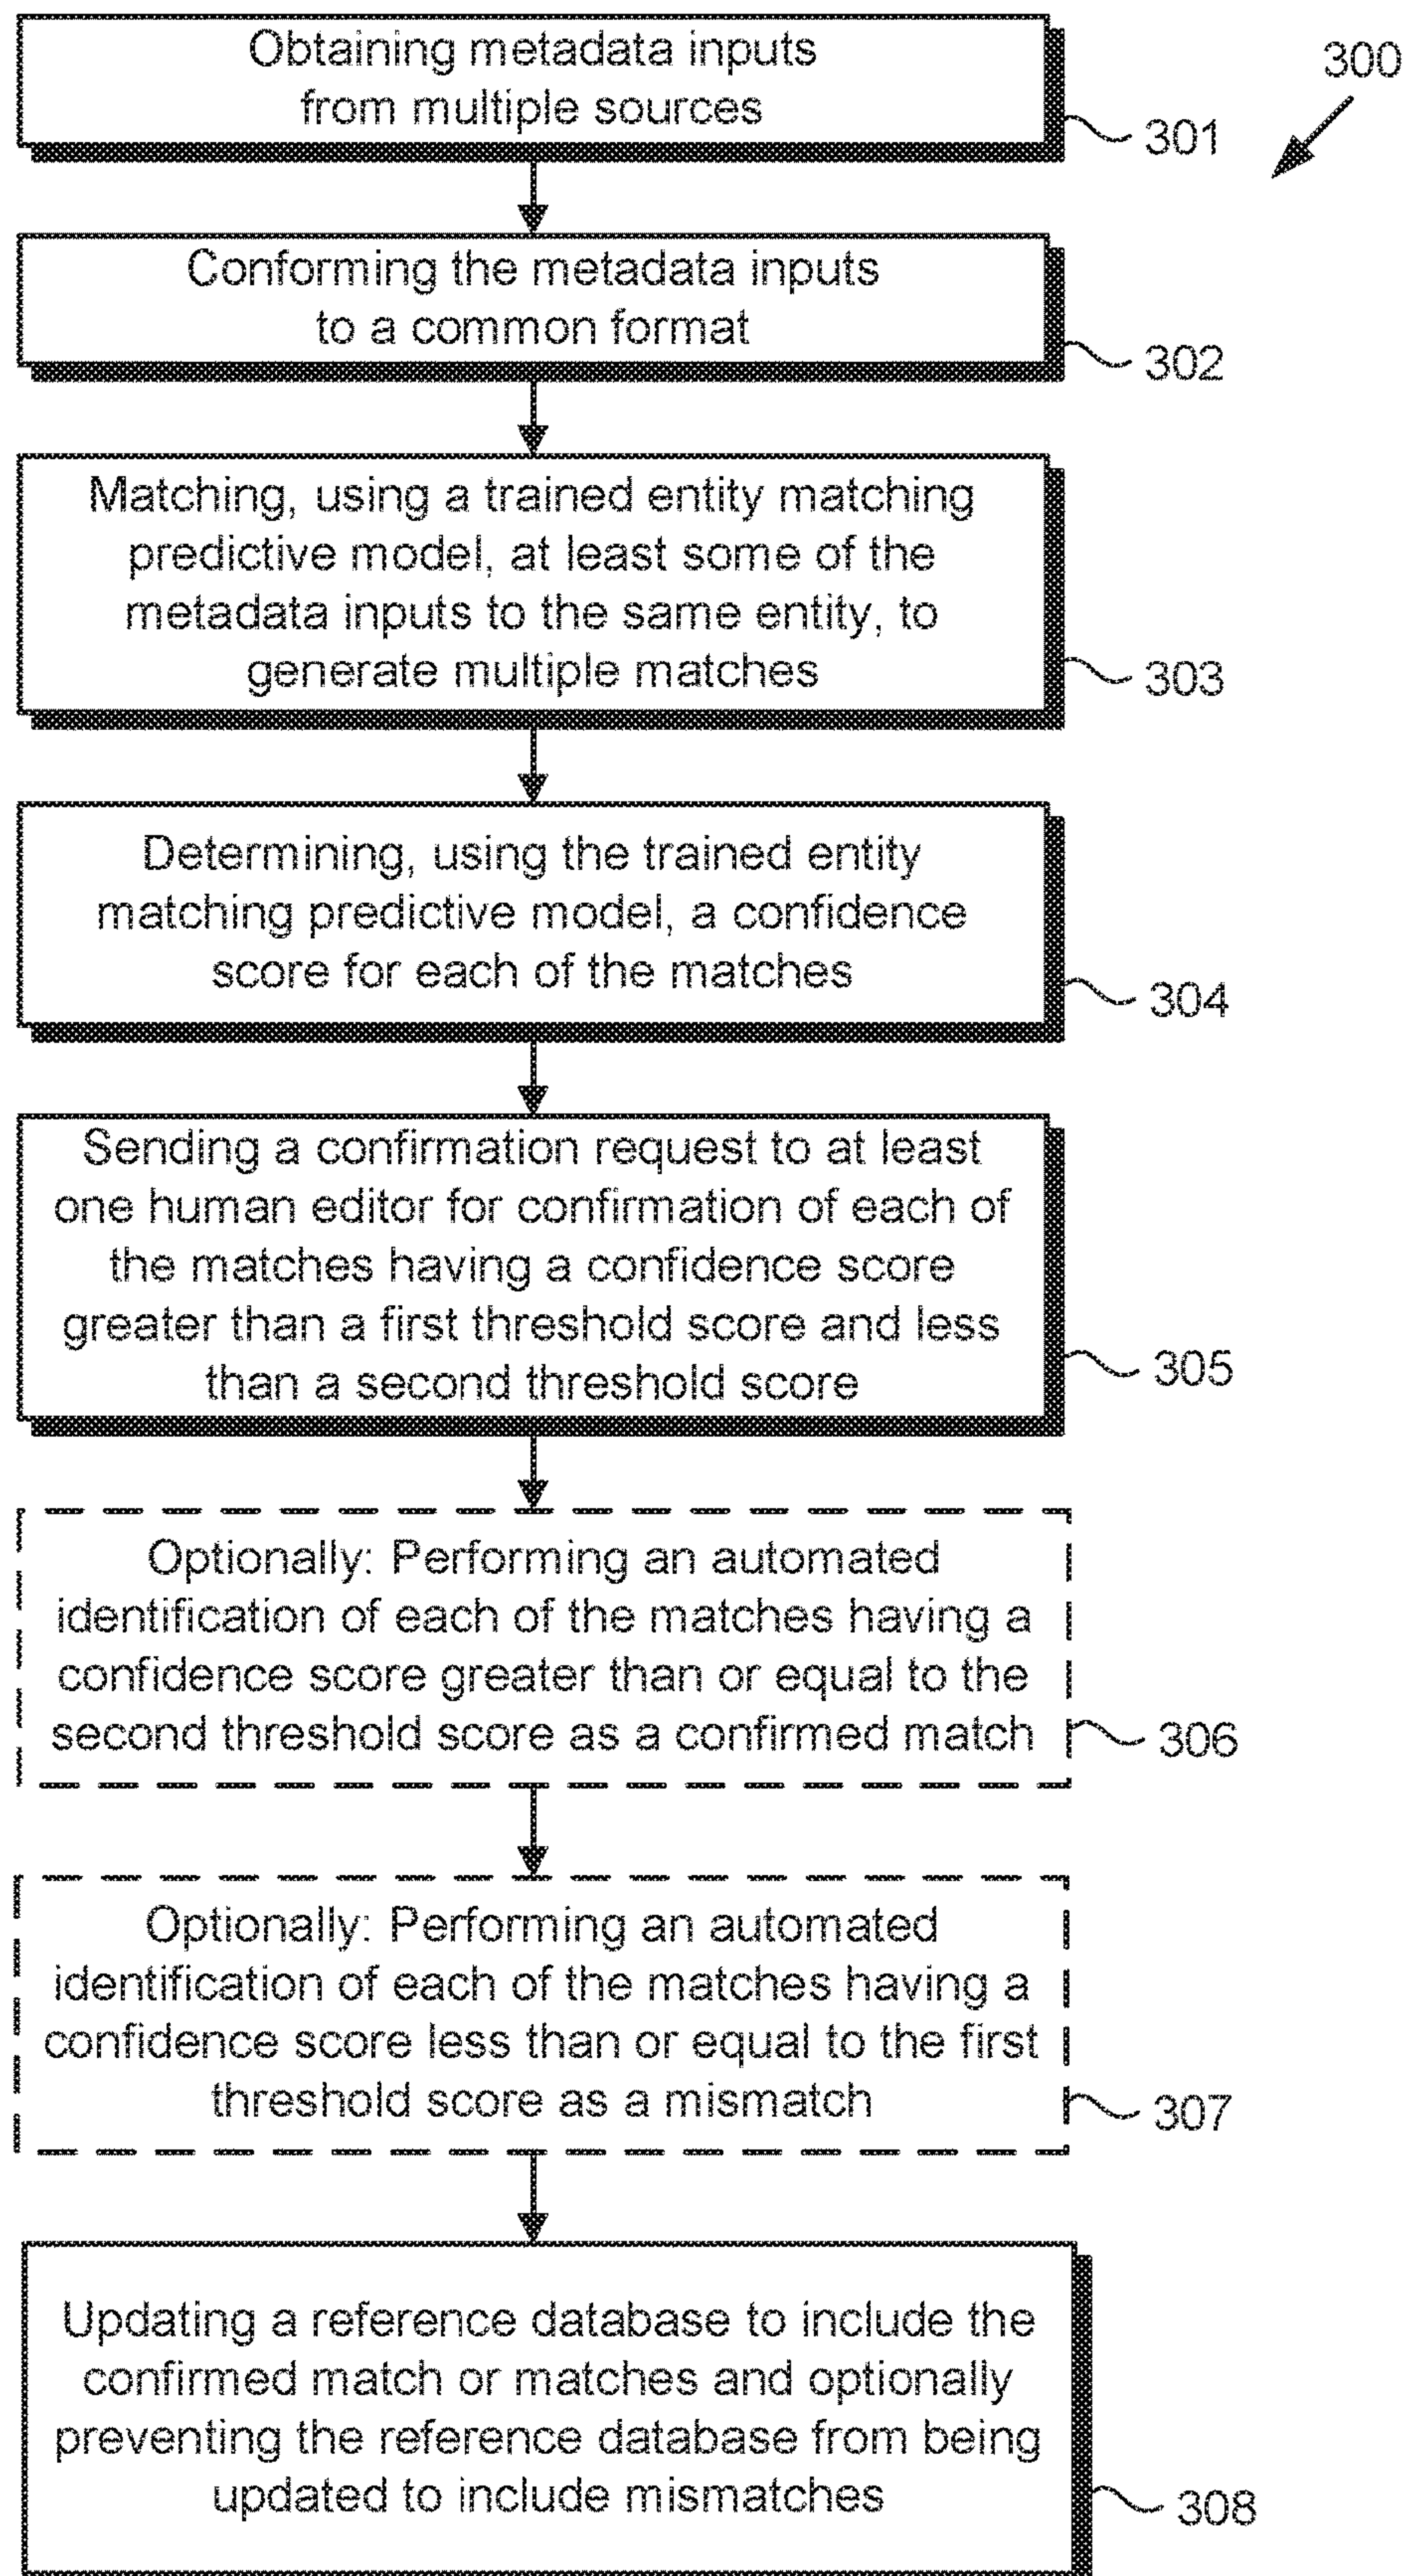 Obtaining metadata inputs
from multiple sources
300
301
Conforming the metadata inputs
to a common format
302
Matching, using a trained entity matching
predictive model, at least some of the
metadata inputs to the same entity, to
generate multiple matches
303
Determining, using the trained entity
matching predictive model, a confidence
score for each of the matches
304
Sending a confirmation request to at least
one human editor for confirmation of each of
the matches having a confidence score
greater than a first threshold score and less
than a second threshold score
305
Optionally: Performing an automated
identification of each of the matches having a
confidence score greater than or equal to the
second threshold score as a confirmed match
306
Optionally: Performing an automated
identification of each of the matches having a
confidence score less than or equal to the first
threshold score as a mismatch
307
Updating a reference database to include the
confirmed match or matches and optionally
preventing the reference database from being
updated to include mismatches
308